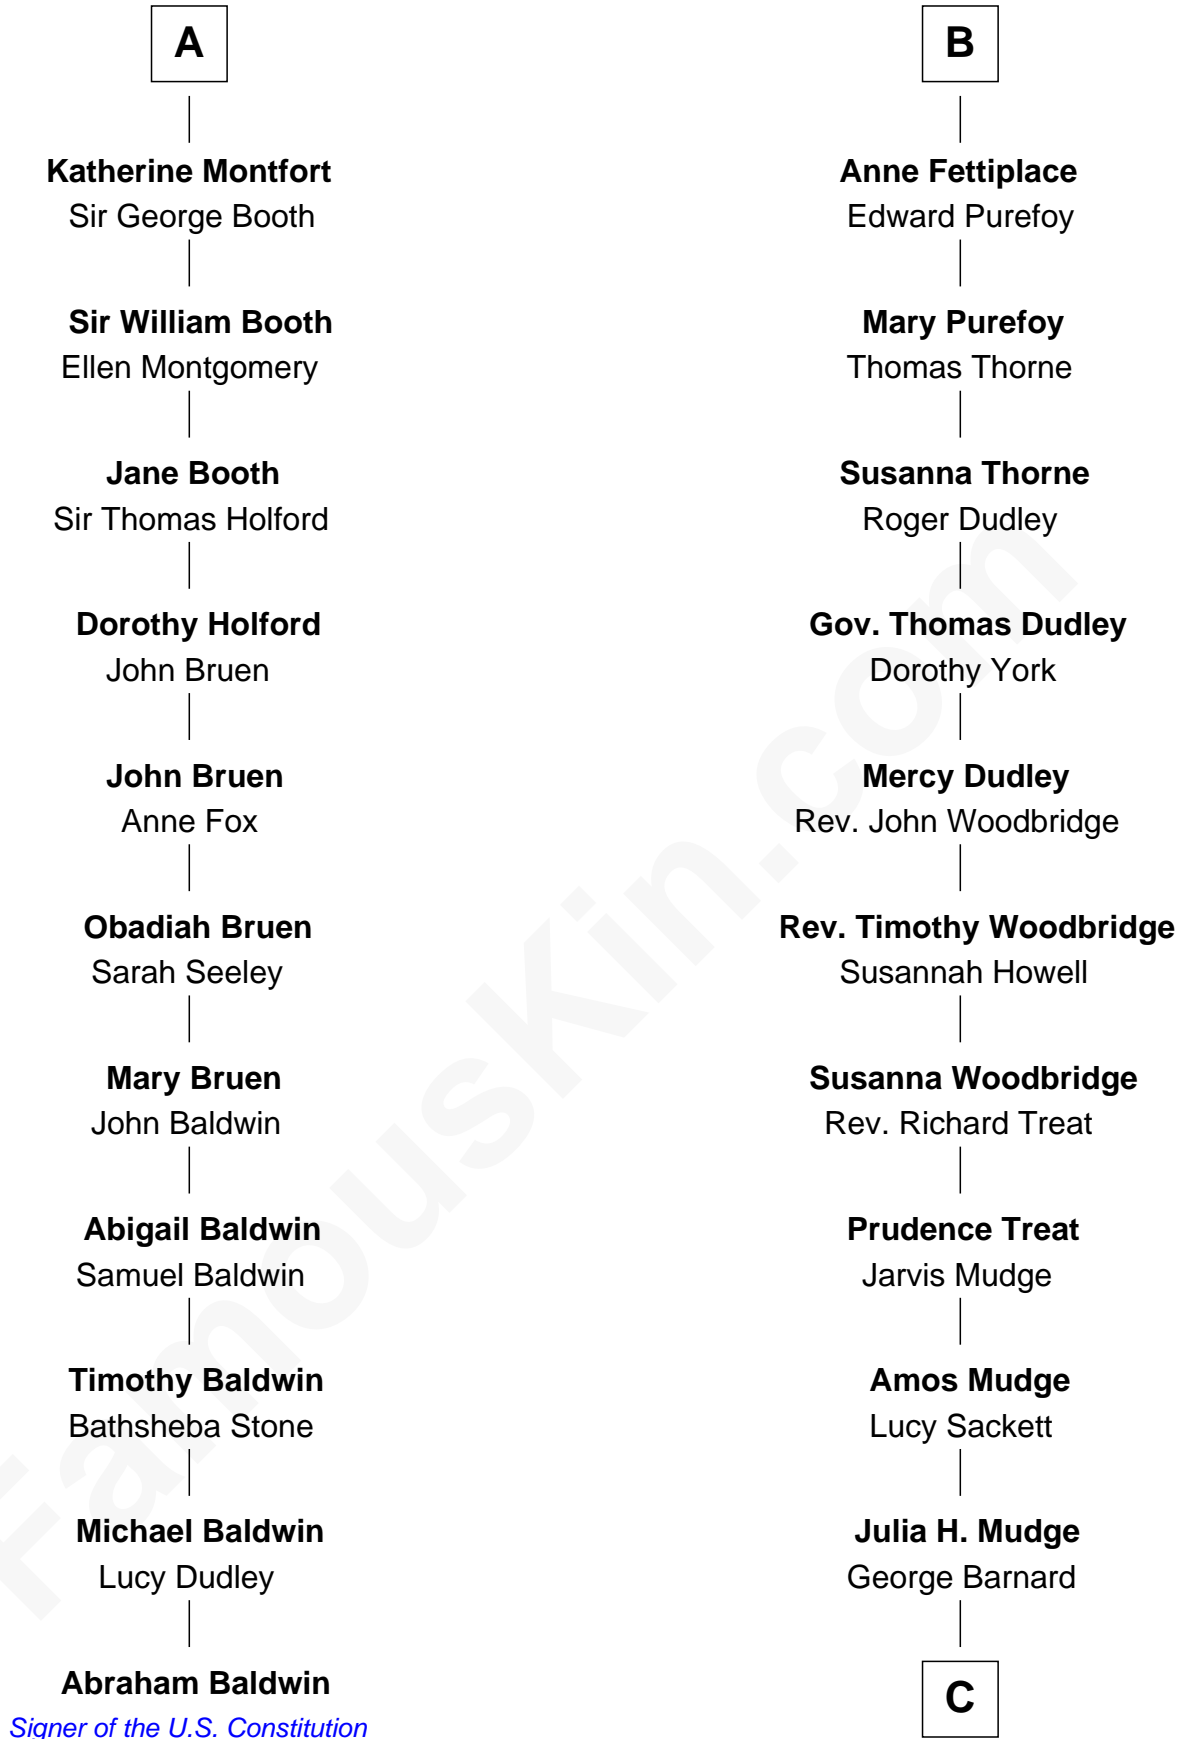 A
Katherine Montfort
Sir George Booth
Sir William Booth
Ellen Montgomery
Jane Booth
Sir Thomas Holford
Dorothy Holford
John Bruen
John Bruen
Anne Fox
Obadiah Bruen
Sarah Seeley
Mary Bruen
John Baldwin
Abigail Baldwin
Samuel Baldwin
Timothy Baldwin
Bathsheba Stone
Michael Baldwin
Lucy Dudley
Abraham Baldwin
Signer of the U.S. Constitution
B
Anne Fettiplace
Edward Purefoy
Mary Purefoy
Thomas Thorne
Susanna Thorne
Roger Dudley
Gov. Thomas Dudley
Dorothy York
Mercy Dudley
Rev. John Woodbridge
Rev. Timothy Woodbridge
Susannah Howell
Susanna Woodbridge
Rev. Richard Treat
Prudence Treat
Jarvis Mudge
Amos Mudge
Lucy Sackett
Julia H. Mudge
George Barnard
C
FamousKin.com